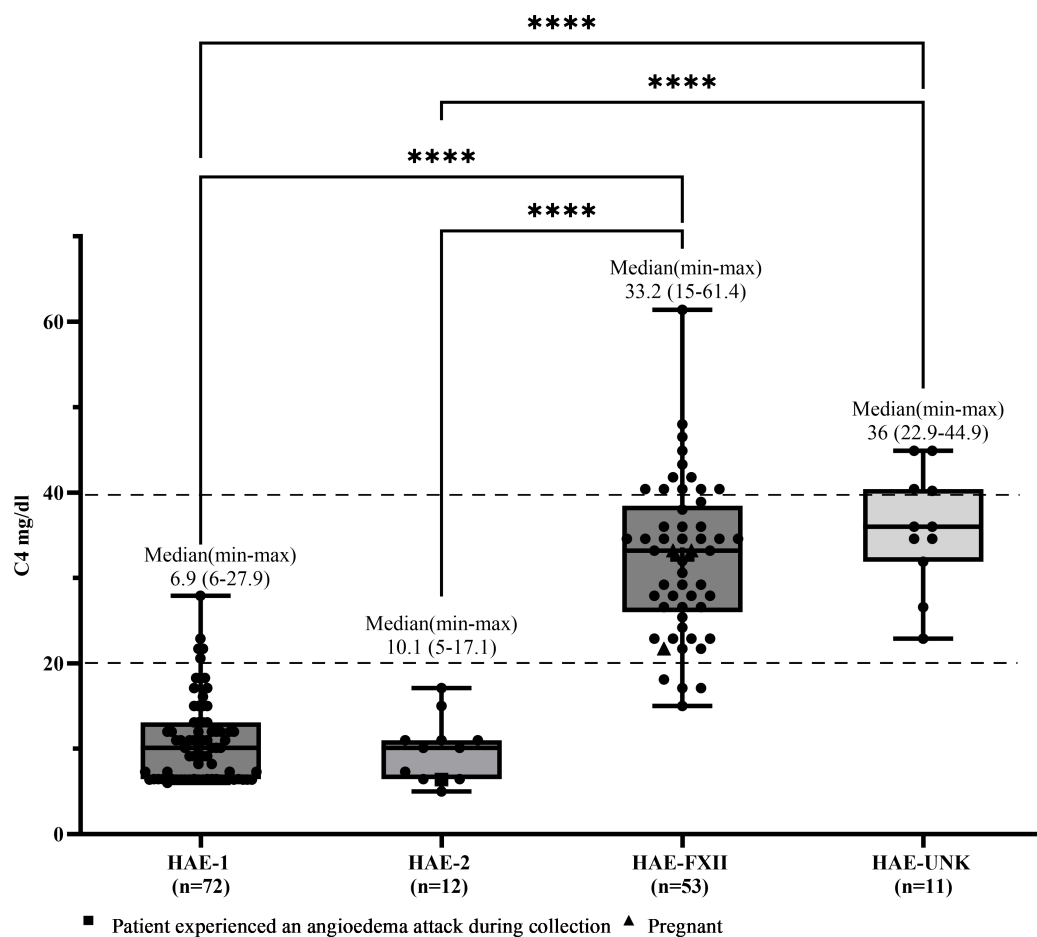 ****
****
****
****
Median(min-max)
33.2 (15-61.4)
Median(min-max)
36 (22.9-44.9)
Median(min-max)
6.9 (6-27.9)
Median(min-max)
10.1 (5-17.1)
C4 mg/dl
60
40
20
0
HAE-1
(n=72)
HAE-2
(n=12)
HAE-FXII
(n=53)
HAE-UNK
(n=11)
Patient experienced an angioedema attack during collection
Pregnant